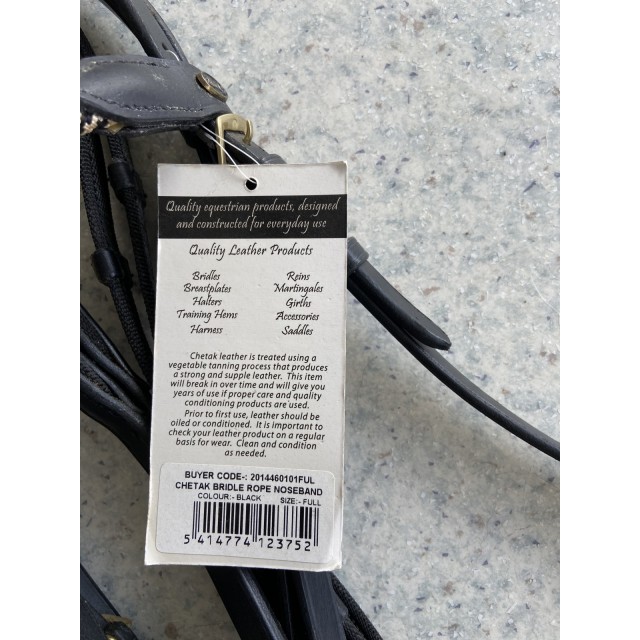 Quality equestrian products, designed
and constructed for everyday use
Quality Leather Products
Bridles Reins
Breastplates Martingales
Halters Girths
Training Items Accessories
Harness Saddles
Chetak leather is treated using a
vegetable tanning process that produces
a strong and supple leather. This item
will break in over time and will give you
years of use if proper care and quality
conditioning products are used.
Prior to first use, leather should be
oiled or conditioned. It is important to
check your leather product on a regular
basis for wear. Clean and condition
as needed.
BUYER CODE-: 2014460101FUL
CHETAK BRIDLE ROPE NOSEBAND
COLOUR:- BLACK SIZE:- FULL
5 414774 123752